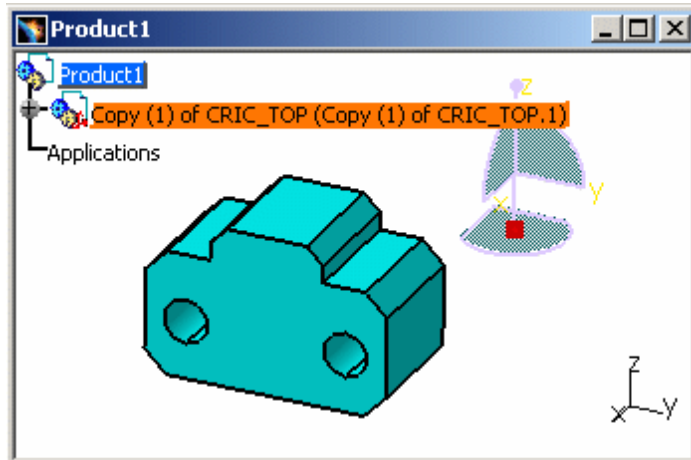 Product1
Product1
Copy (1) of CRIC_TOP (Copy (1) of CRIC_TOP.1)
Applications
z
x
y
z
x
y